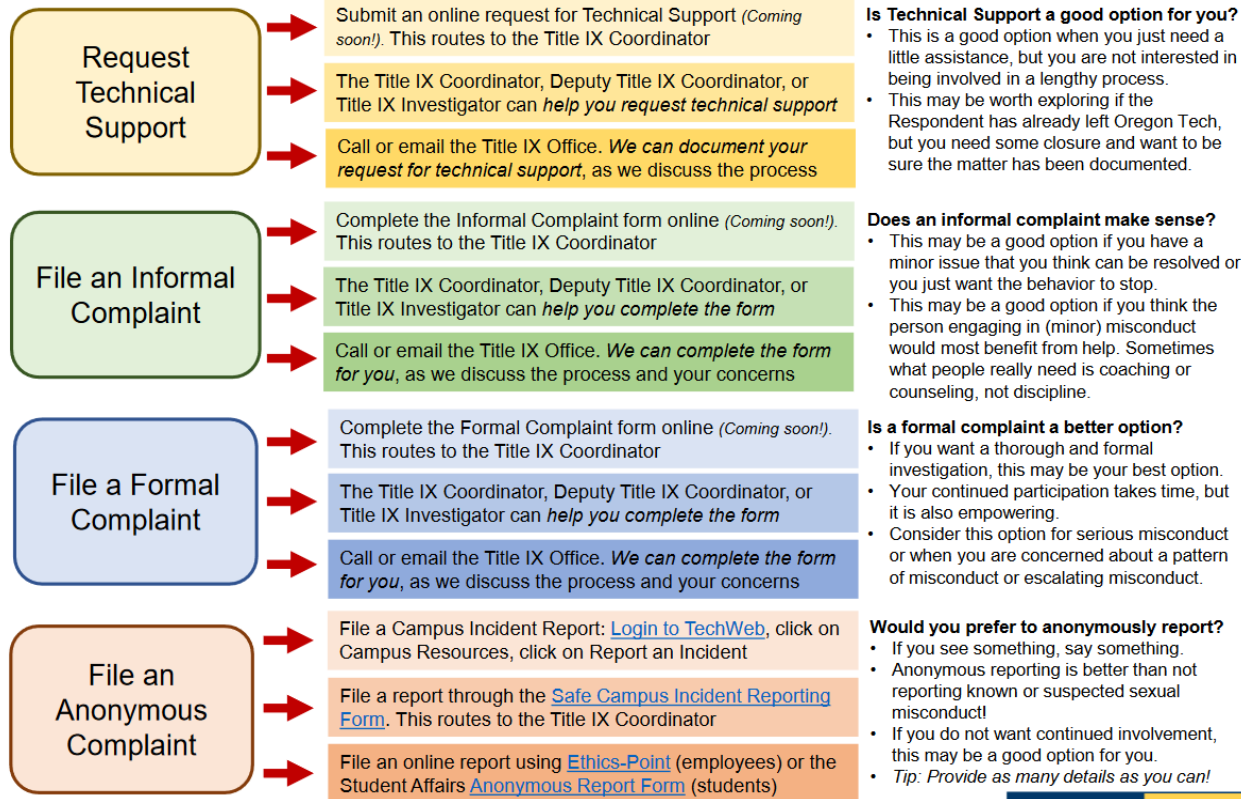 Request
Technical
Support
Submit an online request for Technical Support (Coming
soon!). This routes to the Title IX Coordinator
The Title IX Coordinator, Deputy Title IX Coordinator, or
Title IX Investigator can help you request technical support
Call or email the Title IX Office. We can document your
request for technical support, as we discuss the process
Is Technical Support a good option for you?
• This is a good option when you just need a
little assistance, but you are not interested in
being involved in a lengthy process.
• This may be worth exploring if the
Respondent has already left Oregon Tech,
but you need some closure and want to be
sure the matter has been documented.
File an Informal
Complaint
Complete the Informal Complaint form online (Coming soon!).
This routes to the Title IX Coordinator
The Title IX Coordinator, Deputy Title IX Coordinator, or
Title IX Investigator can help you complete the form
Call or email the Title IX Office. We can complete the form
for you, as we discuss the process and your concerns
Does an informal complaint make sense?
• This may be a good option if you have a
minor issue that you think can be resolved or
you just want the behavior to stop.
• This may be a good option if you think the
person engaging in (minor) misconduct
would most benefit from help. Sometimes
what people really need is coaching or
counseling, not discipline.
File a Formal
Complaint
Complete the Formal Complaint form online (Coming soon!).
This routes to the Title IX Coordinator
The Title IX Coordinator, Deputy Title IX Coordinator, or
Title IX Investigator can help you complete the form
Call or email the Title IX Office. We can complete the form
for you, as we discuss the process and your concerns
Is a formal complaint a better option?
• If you want a thorough and formal
investigation, this may be your best option.
• Your continued participation takes time, but
it is also empowering.
• Consider this option for serious misconduct
or when you are concerned about a pattern
of misconduct or escalating misconduct.
File an
Anonymous
Complaint
File a Campus Incident Report: Login to TechWeb, click on
Campus Resources, click on Report an Incident
File a report through the Safe Campus Incident Reporting
Form. This routes to the Title IX Coordinator
File an online report using Ethics-Point (employees) or the
Student Affairs Anonymous Report Form (students)
Would you prefer to anonymously report?
• If you see something, say something.
• Anonymous reporting is better than not
reporting known or suspected sexual
misconduct!
• If you do not want continued involvement,
this may be a good option for you.
• Tip: Provide as many details as you can!